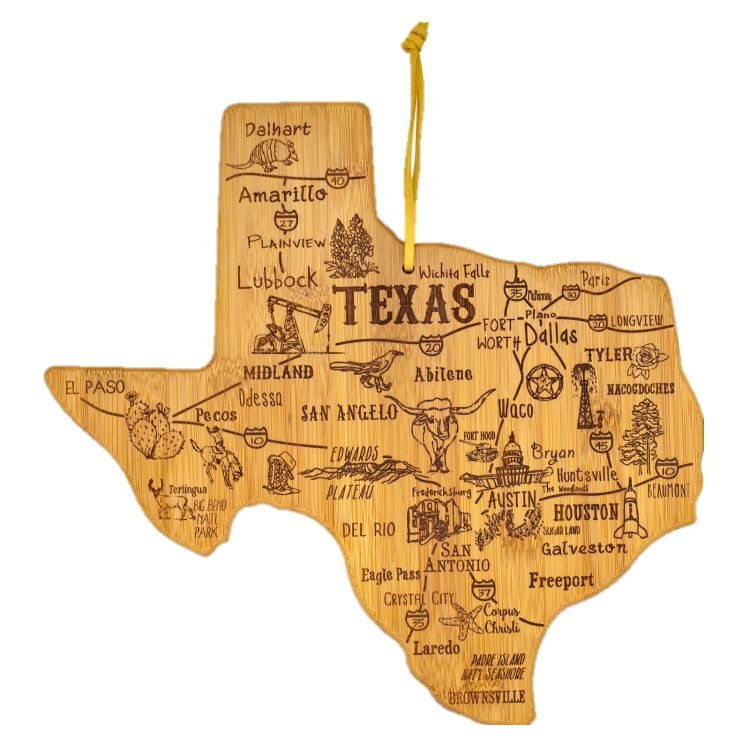 Dalhart
40
Amarillo
27
PLAINVIEW
Lubbock
Wichita Falls
TEXAS
35
McKinney
30
Paris
Plano
FORT
WORTH
Dallas
20
LONGVIEW
20
TYLER
NACOGDOCHES
EL PASO
MIDLAND
Odessa
Abilene
Pecos
SAN ANGELO
Waco
10
FORT HOOD
45
EDWARDS
PLATEAU
Bryan
Huntsville
10
BEAUMONT
Terlingua
BIG BEND
NAT'L
PARK
Fredericksburg
AUSTIN
The Woodlands
HOUSTON
SUGAR LAND
DEL RIO
SAN
ANTONIO
Galveston
Eagle Pass
Freeport
CRYSTAL CITY
37
35
Corpus
Christi
Laredo
PADRE ISLAND
NAT'L SEASHORE
BROWNSVILLE